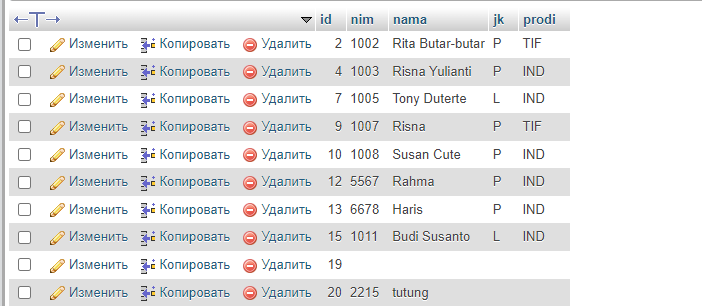 id nim nama jk prodi
Изменить Копировать Удалить 2 1002 Rita Butar-butar P TIF
Изменить Копировать Удалить 4 1003 Risna Yulianti P IND
Изменить Копировать Удалить 7 1005 Tony Duterte L IND
Изменить Копировать Удалить 9 1007 Risna P TIF
Изменить Копировать Удалить 10 1008 Susan Cute P IND
Изменить Копировать Удалить 12 5567 Rahma P IND
Изменить Копировать Удалить 13 6678 Haris P IND
Изменить Копировать Удалить 15 1011 Budi Susanto L IND
Изменить Копировать Удалить 19
Изменить Копировать Удалить 20 2215 tutung